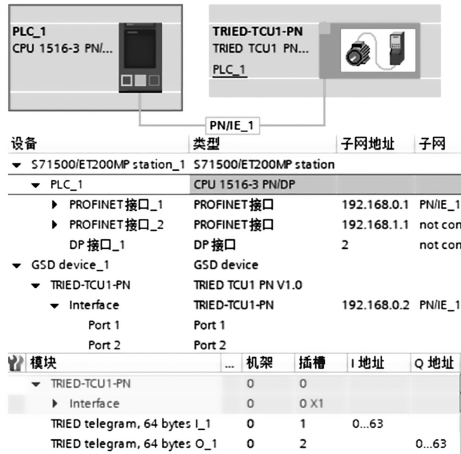 PLC_1
CPU 1516-3 PN/...
TRIED-TCU1-PN
TRIED TCU1 PN...
PLC_1
PN/IE_1
设备 类型 子网地址 子网
S71500/ET200MP station_1 S71500/ET200MP station
PLC_1 CPU 1516-3 PN/DP
PROFINET接口_1 PROFINET接口 192.168.0.1 PN/IE_1
PROFINET接口_2 PROFINET接口 192.168.1.1 not con
DP 接口_1 DP 接口 2 not con
GSD device_1 GSD device
TRIED-TCU1-PN TRIED TCU1 PN V1.0
Interface TRIED-TCU1-PN 192.168.0.2 PN/IE_1
Port 1 Port 1
Port 2 Port 2
模块 ... 机架 插槽 I 地址 Q 地址
TRIED-TCU1-PN 0 0
Interface 0 0 X1
TRIED telegram, 64 bytes I_1 0 1 0...63
TRIED telegram, 64 bytes O_1 0 2 0...63